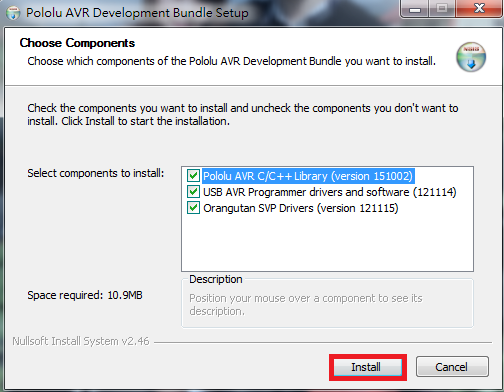 Pololu AVR Development Bundle Setup
Choose Components
Choose which components of the Pololu AVR Development Bundle you want to install.
Check the components you want to install and uncheck the components you don't want to
install. Click Install to start the installation.
Select components to install:
Pololu AVR C/C++ Library (version 151002)
USB AVR Programmer drivers and software (121114)
Orangutan SVP Drivers (version 121115)
Space required: 10.9MB
Description
Position your mouse over a component to see its
description.
Nullsoft Install System v2.46
Install
Cancel